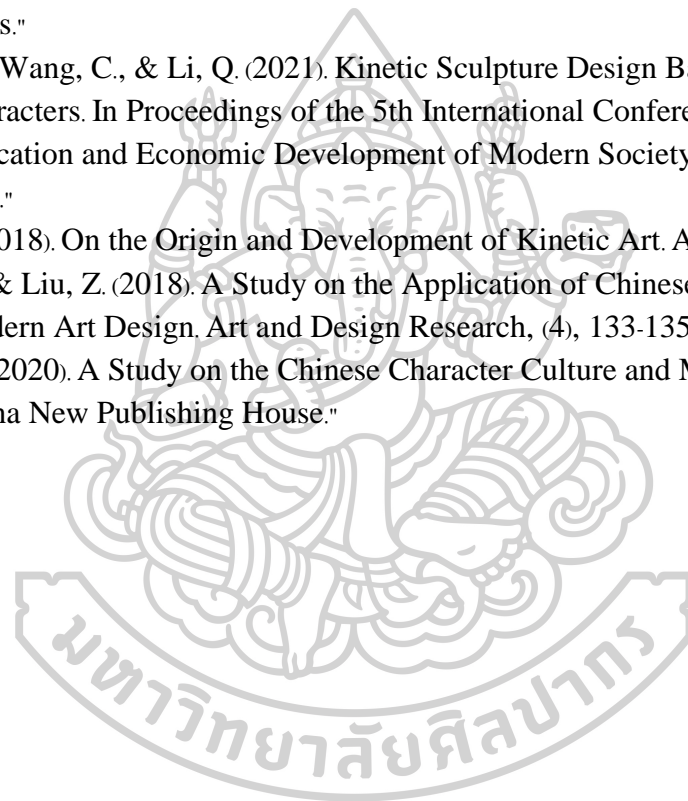 s."
Wang, C., & Li, Q. (2021). Kinetic Sculpture Design Ba
racters. In Proceedings of the 5th International Confere
cation and Economic Development of Modern Society
."
018). On the Origin and Development of Kinetic Art. A
& Liu, Z. (2018). A Study on the Application of Chinese
dern Art Design. Art and Design Research, (4), 133-135
2020). A Study on the Chinese Character Culture and M
na New Publishing House."
มหาวิทยาลัยศิลปากร